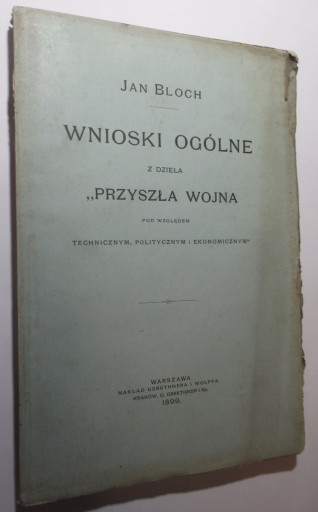 JAN BLOCH
WNIOSKI OGÓLNE
Z DZIEŁA
„PRZYSZŁA WOJNA
POD WZGLĘDEM
TECHNICZNYM, POLITYCZNYM I EKONOMICZNYM"
WARSZAWA
NAKŁAD GEBETHNERA I WOLFFA
KRAKÓW, G. GEBETHNER I Sp.
1899.